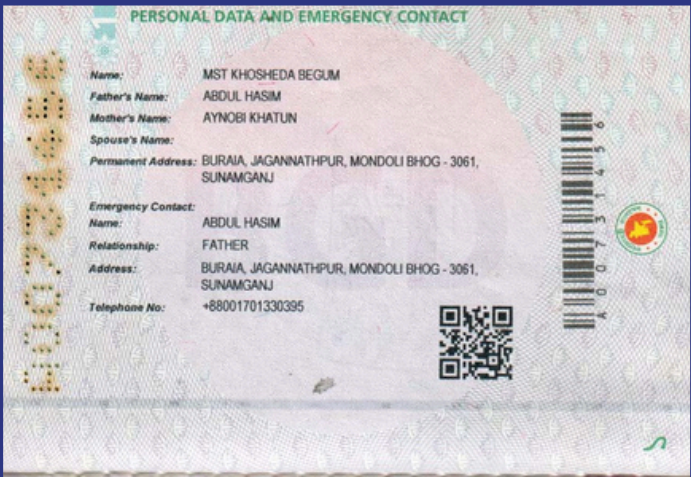 PERSONAL DATA AND EMERGENCY CONTACT
Name: MST KHOSHEDA BEGUM
Father's Name: ABDUL HASIM
Mother's Name: AYNOBI KHATUN
Spouse's Name:
Permanent Address: BURAIA, JAGANNATHPUR, MONDOLI BHOG - 3061,
SUNAMGANJ
Emergency Contact:
Name: ABDUL HASIM
Relationship: FATHER
Address: BURAIA, JAGANNATHPUR, MONDOLI BHOG - 3061,
SUNAMGANJ
Telephone No: +88001701330395
A00731456